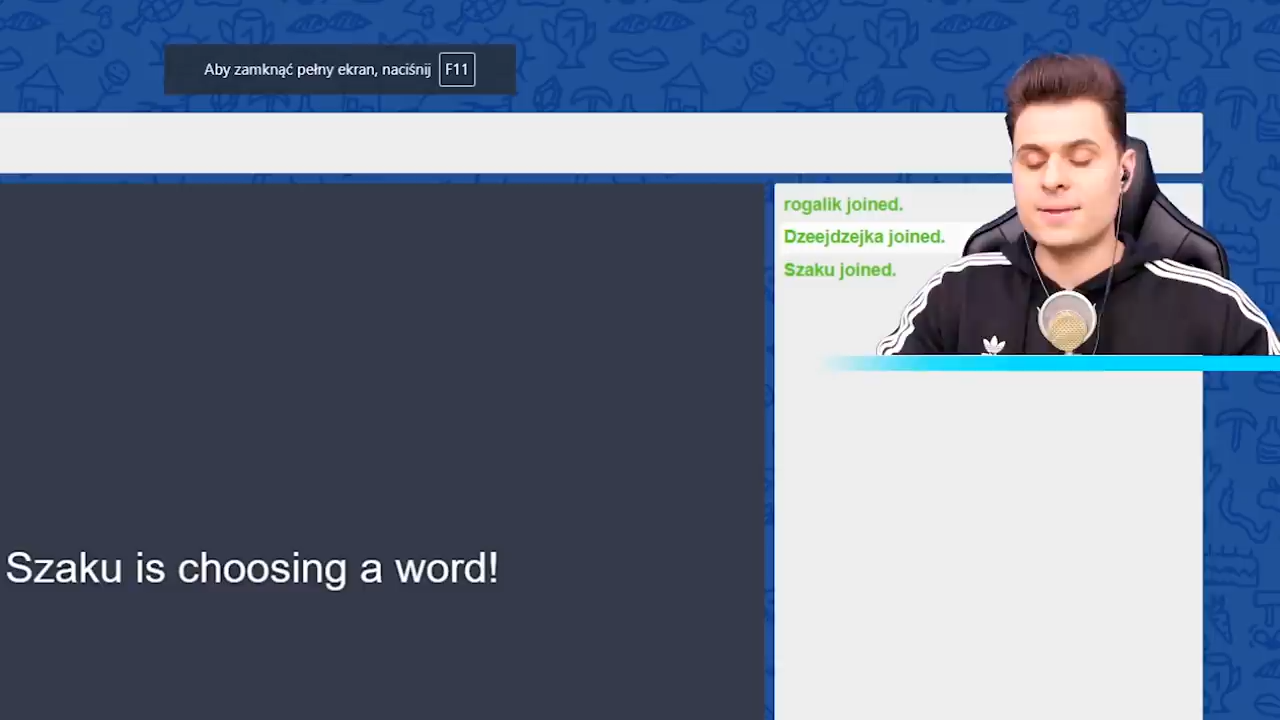 Aby zamknąć pełny ekran, naciśnij F11
rogalik joined.
Dzeejdzejka joined.
Szaku joined.
Szaku is choosing a word!